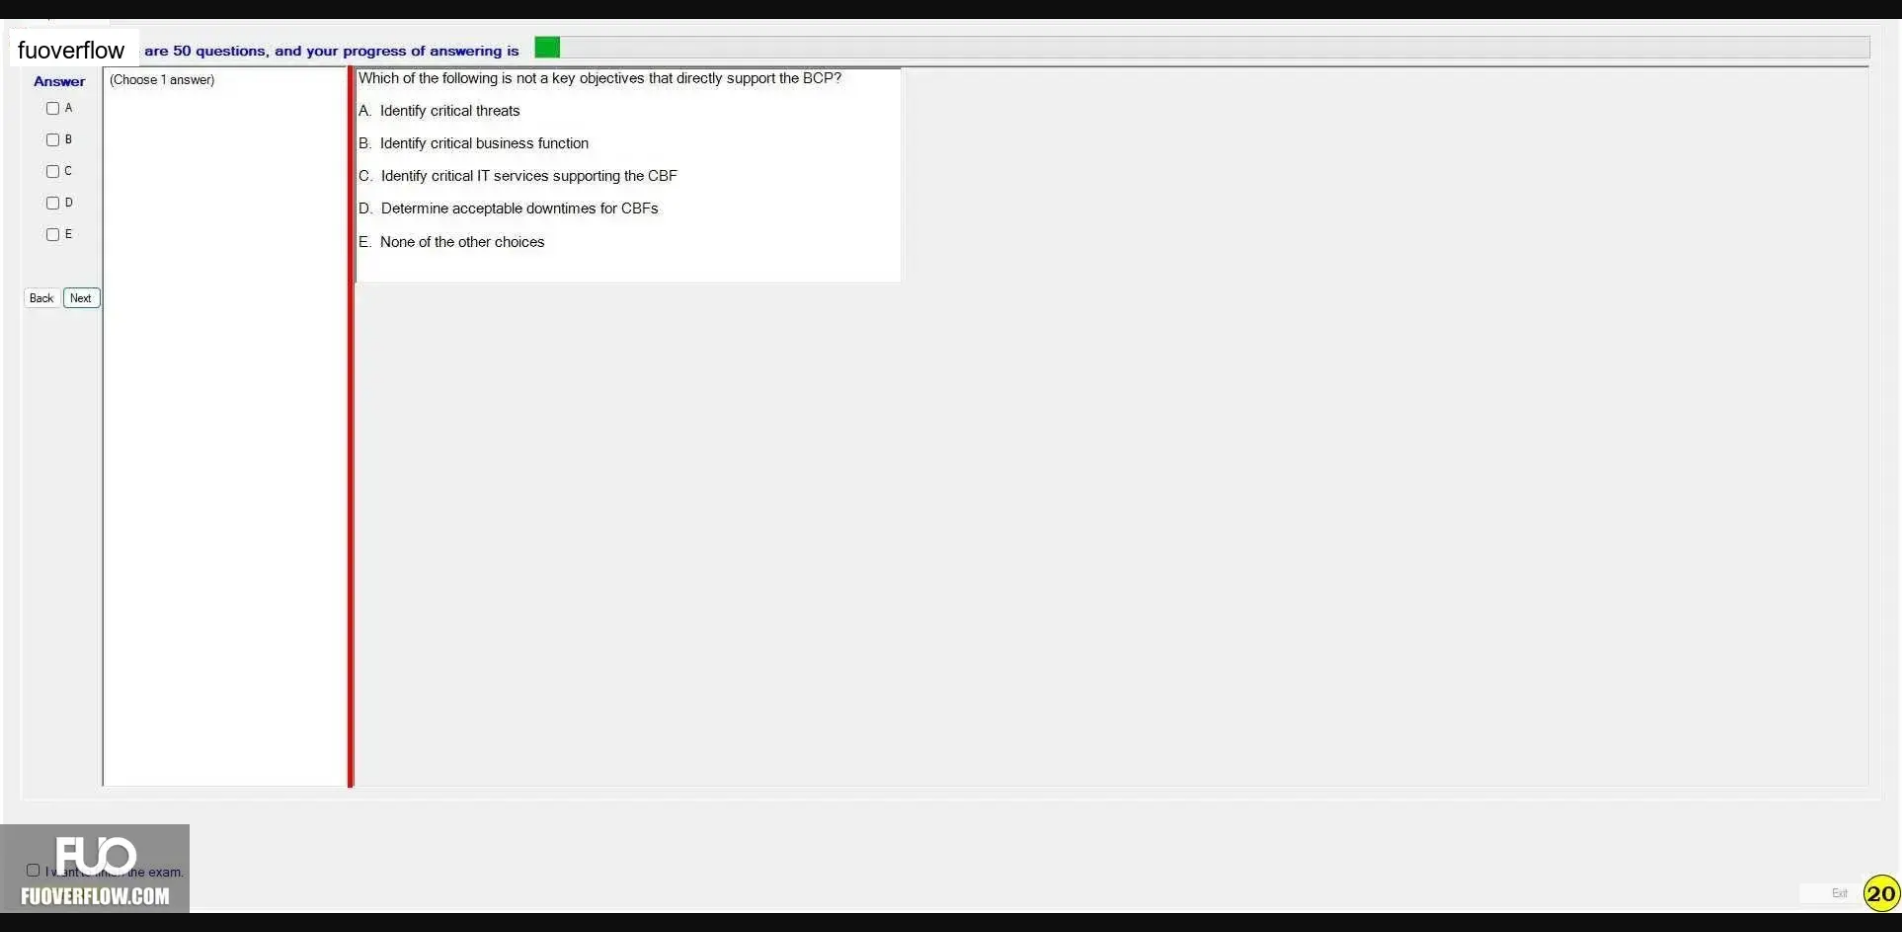 fuoverflow are 50 questions, and your progress of answering is
Answer
(Choose 1 answer)
A
B
C
D
E
Back Next
Which of the following is not a key objectives that directly support the BCP?
A. Identify critical threats
B. Identify critical business function
C. Identify critical IT services supporting the CBF
D. Determine acceptable downtimes for CBFs
E. None of the other choices
FUO
the exam.
FUOVERFLOW.COM
Exit
20